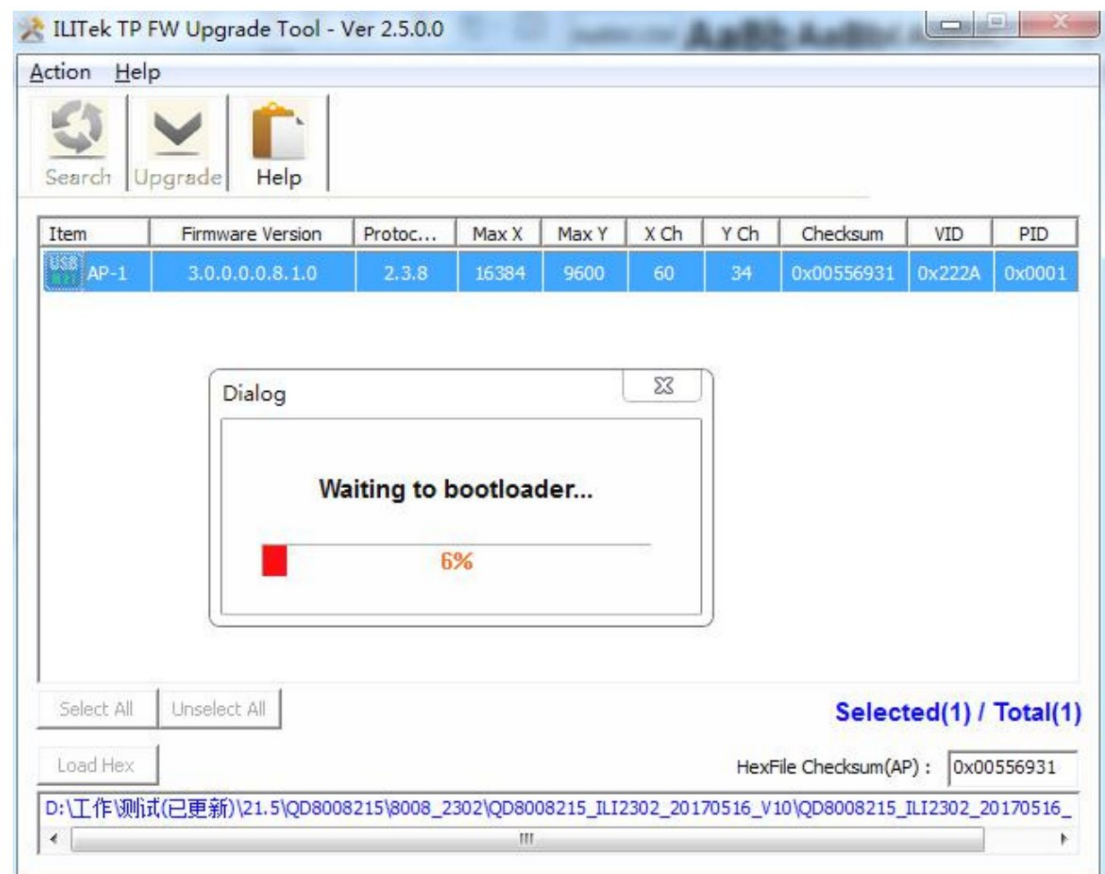 ILITek TP FW Upgrade Tool - Ver 2.5.0.0
Action Help
Search Upgrade Help
Item Firmware Version Protoc... Max X Max Y X Ch Y Ch Checksum VID PID
USB AP-1 3.0.0.0.0.8.1.0 2.3.8 16384 9600 60 34 0x00556931 0x222A 0x0001
Dialog
Waiting to bootloader...
6%
Select All Unselect All Selected(1) / Total(1)
Load Hex HexFile Checksum(AP) : 0x00556931
D:\工作\测试(已更新)\21.5\QD8008215\8008_2302\QD8008215_ILI2302_20170516_V10\QD8008215_ILI2302_20170516_